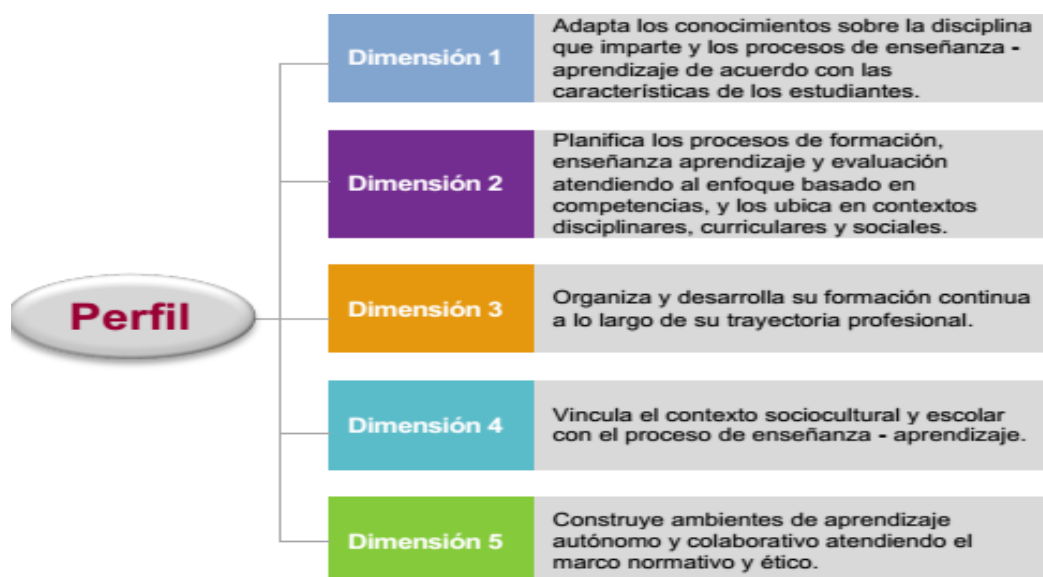 Perfil
Dimensión 1
Adapta los conocimientos sobre la disciplina
que imparte y los procesos de enseñanza -
aprendizaje de acuerdo con las
características de los estudiantes.
Dimensión 2
Planifica los procesos de formación,
enseñanza aprendizaje y evaluación
atendiendo al enfoque basado en
competencias, y los ubica en contextos
disciplinares, curriculares y sociales.
Dimensión 3
Organiza y desarrolla su formación continua
a lo largo de su trayectoria profesional.
Dimensión 4
Vincula el contexto sociocultural y escolar
con el proceso de enseñanza - aprendizaje.
Dimensión 5
Construye ambientes de aprendizaje
autónomo y colaborativo atendiendo el
marco normativo y ético.